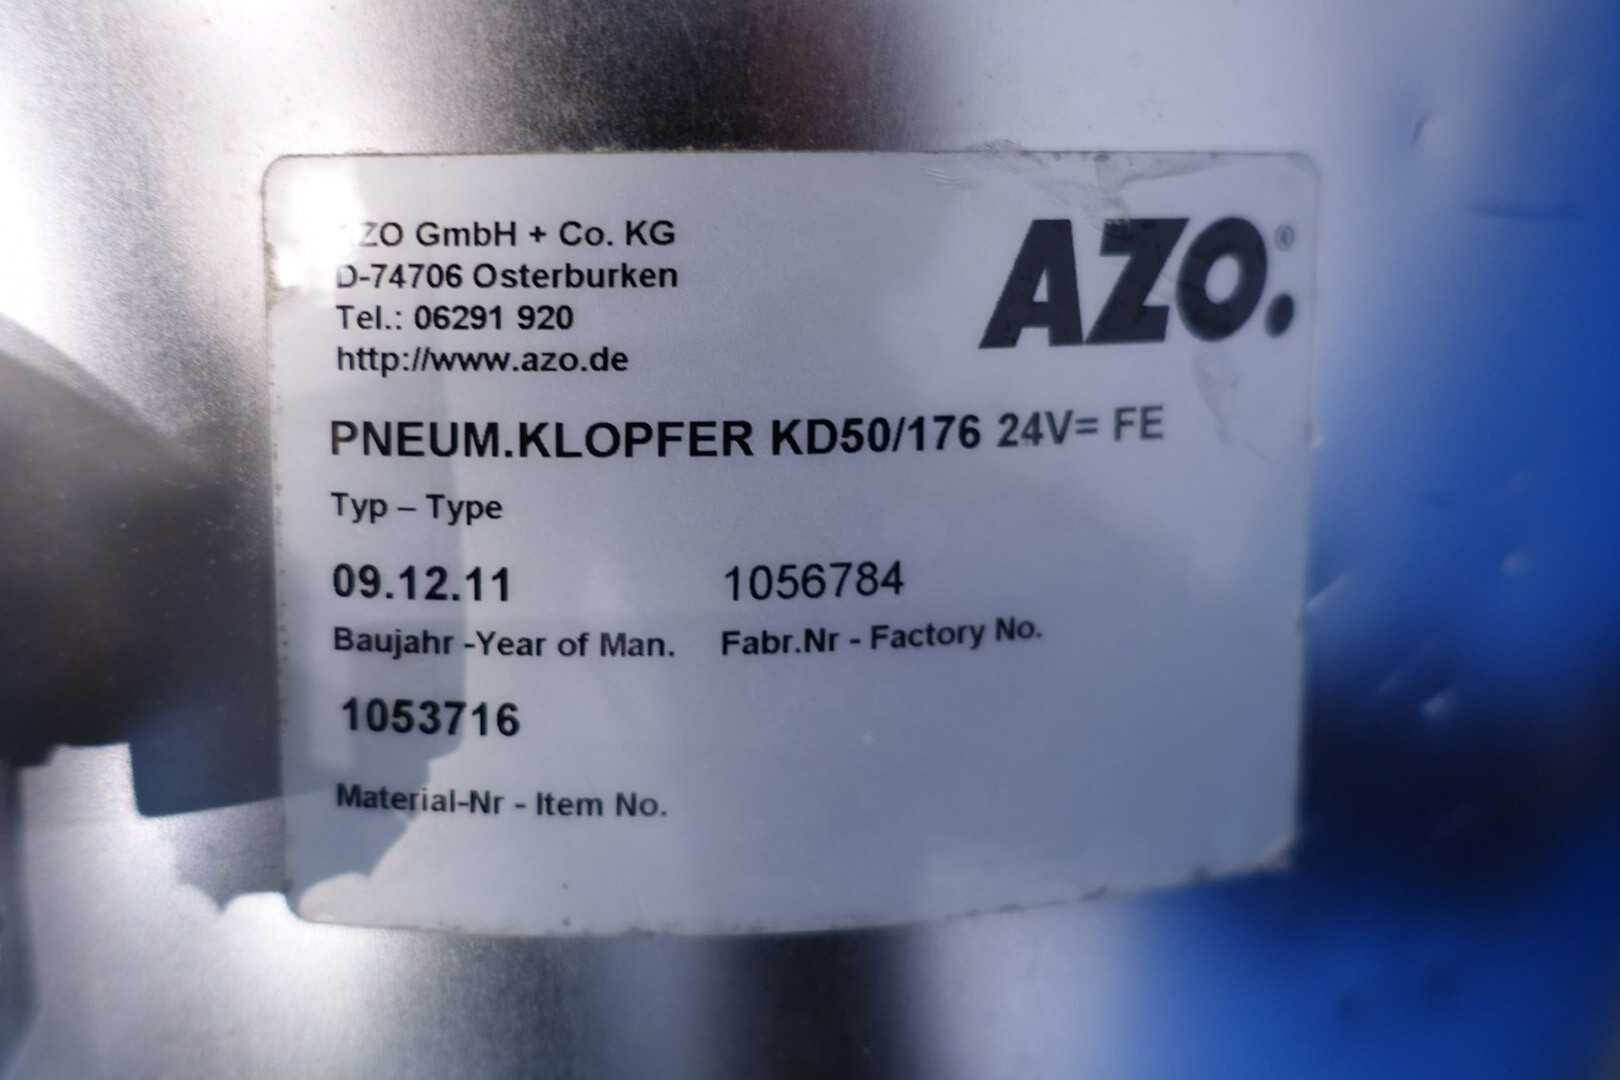 AZO GmbH + Co. KG
D-74706 Osterburken
Tel.: 06291 920
http://www.azo.de
AZO.®
PNEUM.KLOPFER KD50/176 24V= FE
Typ – Type
09.12.11 1056784
Baujahr -Year of Man. Fabr.Nr - Factory No.
1053716
Material-Nr - Item No.